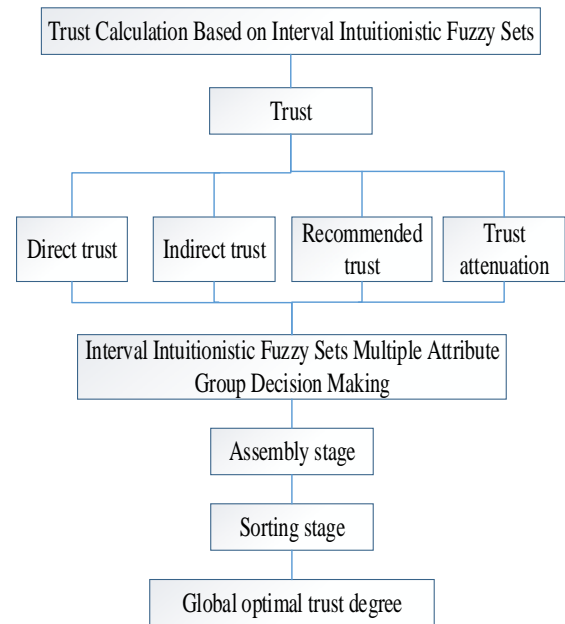 Trust Calculation Based on Interval Intuitionistic Fuzzy Sets
Trust
Direct trust
Indirect trust
Recommended
trust
Trust
attenuation
Interval Intuitionistic Fuzzy Sets Multiple Attribute
Group Decision Making
Assembly stage
Sorting stage
Global optimal trust degree